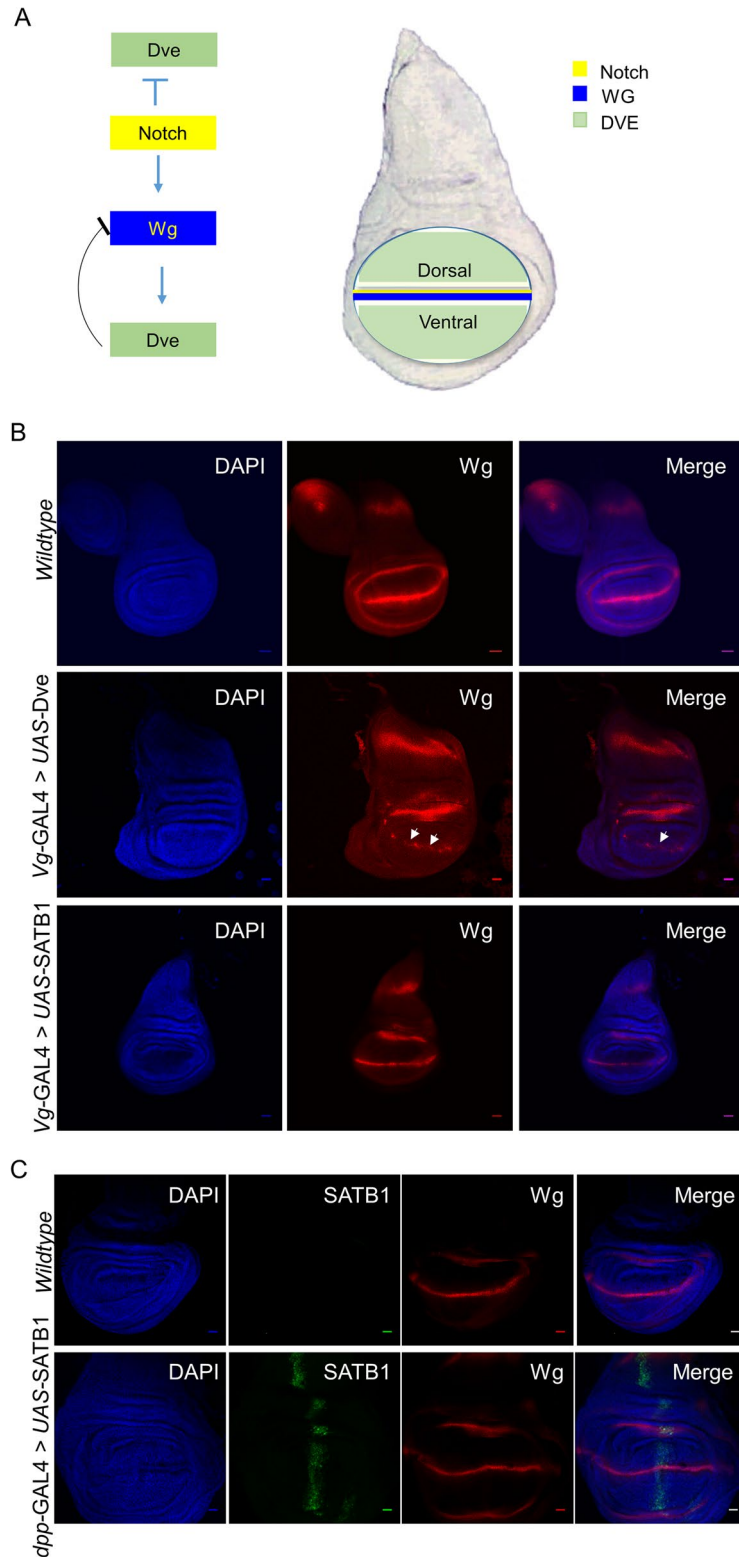 A
Dve
Notch
Wg
Dve
Dorsal
Ventral
Notch
WG
DVE
B
Wildtype
DAPI
Wg
Merge
Vg-GAL4 > UAS-Dve
DAPI
Wg
Merge
Vg-GAL4 > UAS-SATB1
DAPI
Wg
Merge
C
Wildtype
DAPI
SATB1
Wg
Merge
dpp-GAL4 > UAS-SATB1
DAPI
SATB1
Wg
Merge